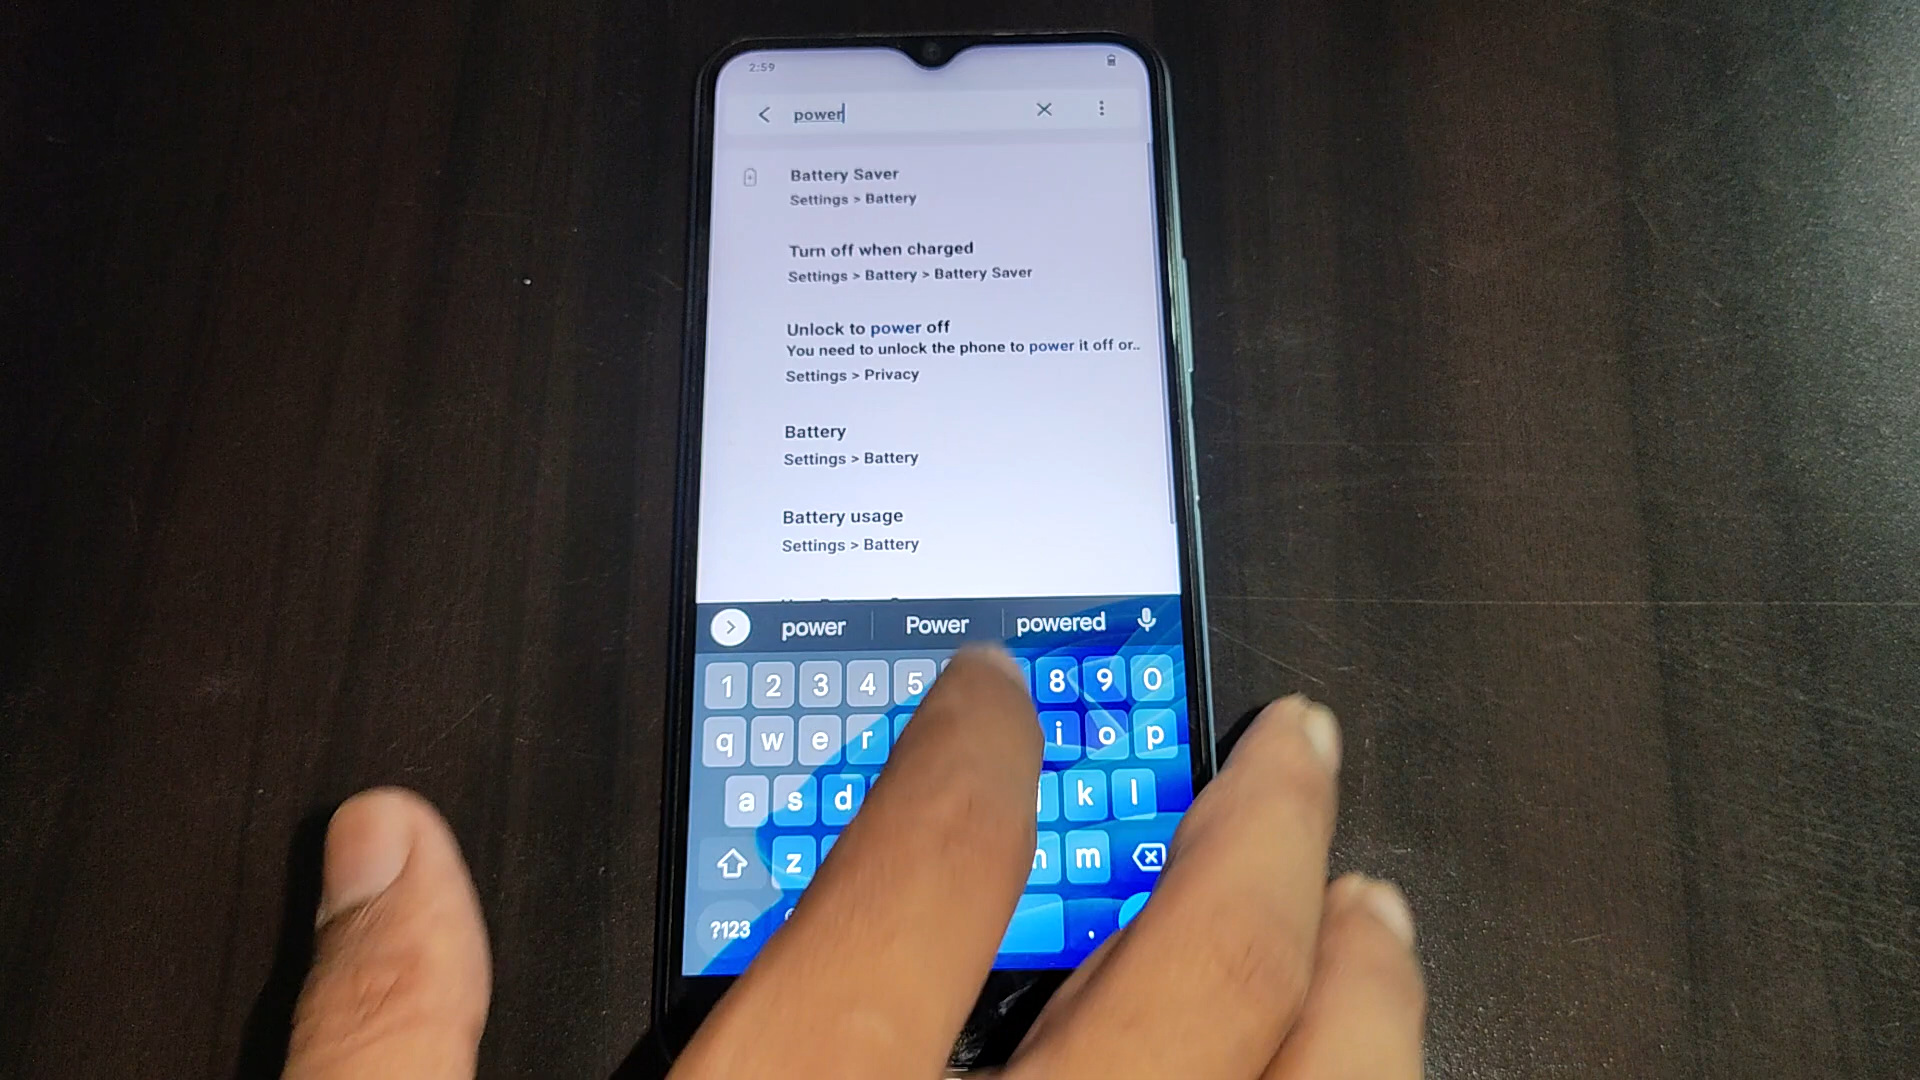 2:59
power
Battery Saver
Settings > Battery
Turn off when charged
Settings > Battery > Battery Saver
Unlock to power off
You need to unlock the phone to power it off or..
Settings > Privacy
Battery
Settings > Battery
Battery usage
Settings > Battery
power Power powered
1 2 3 4 5 8 9 0
q w e r i o p
a s d j k l
z n m
?123 .